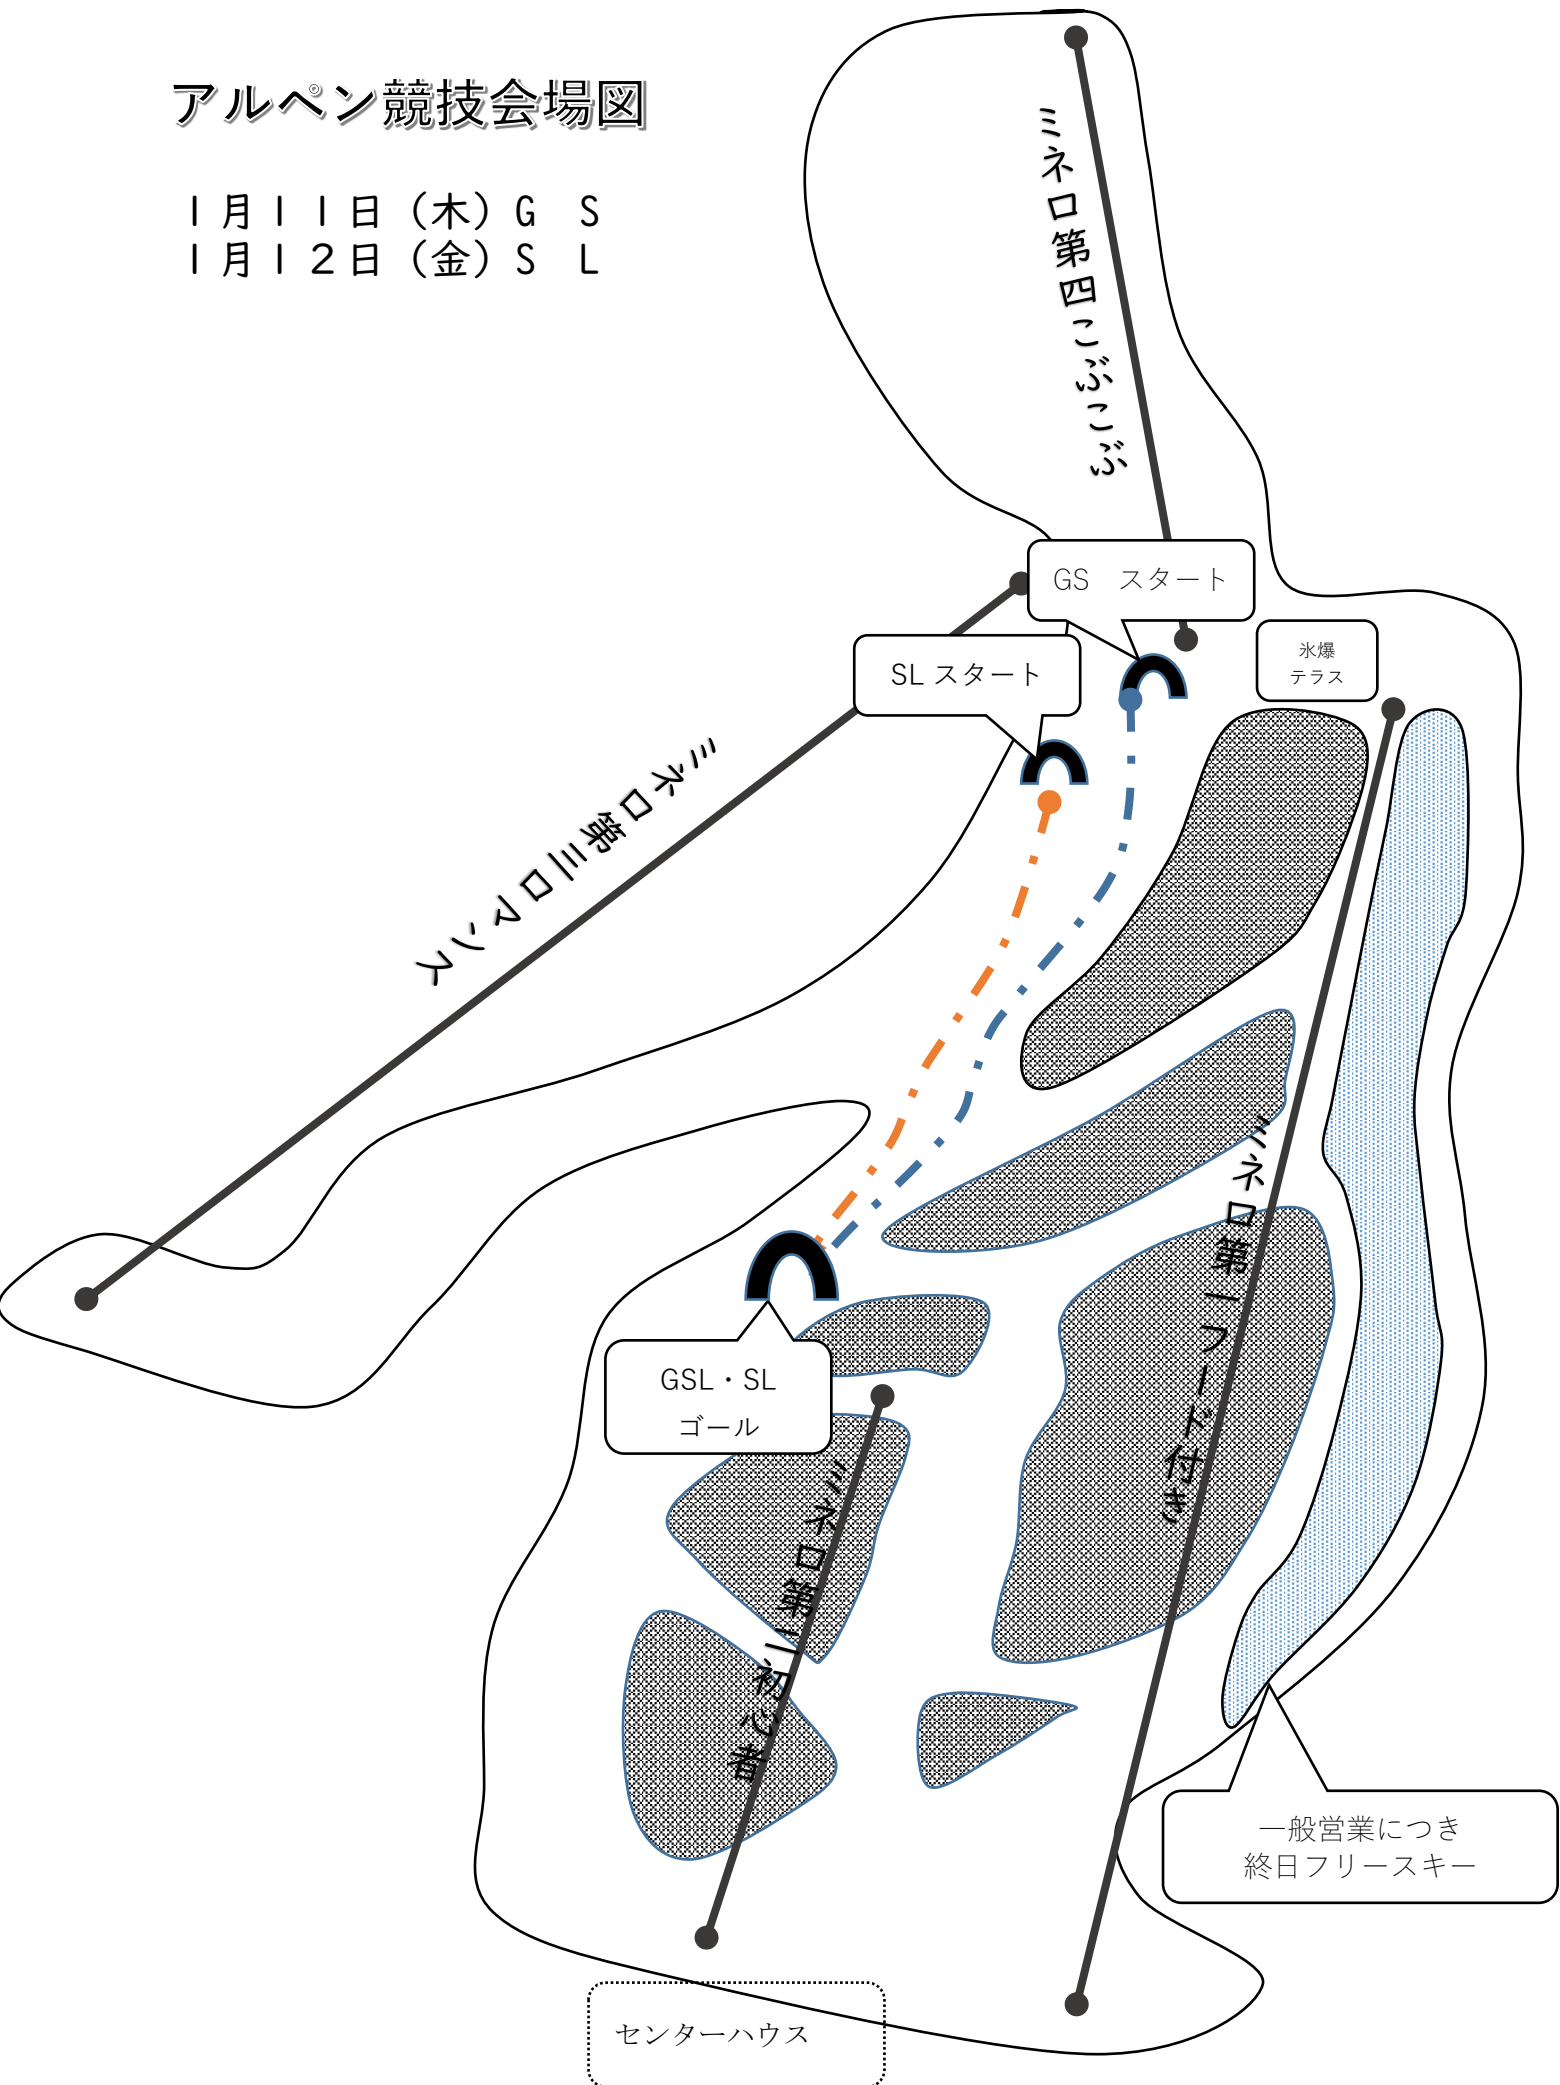 アルペン競技会場図
１月１１日（木）Ｇ　Ｓ
１月１２日（金）Ｓ　Ｌ
ミネロ第四こぶこぶ
GS　スタート
SL スタート
氷爆
テラス
ミネロ第三ロマンス
ミネロ第一フード付き
GSL・SL
ゴール
ミネロ第二初心者
一般営業につき
終日フリースキー
センターハウス